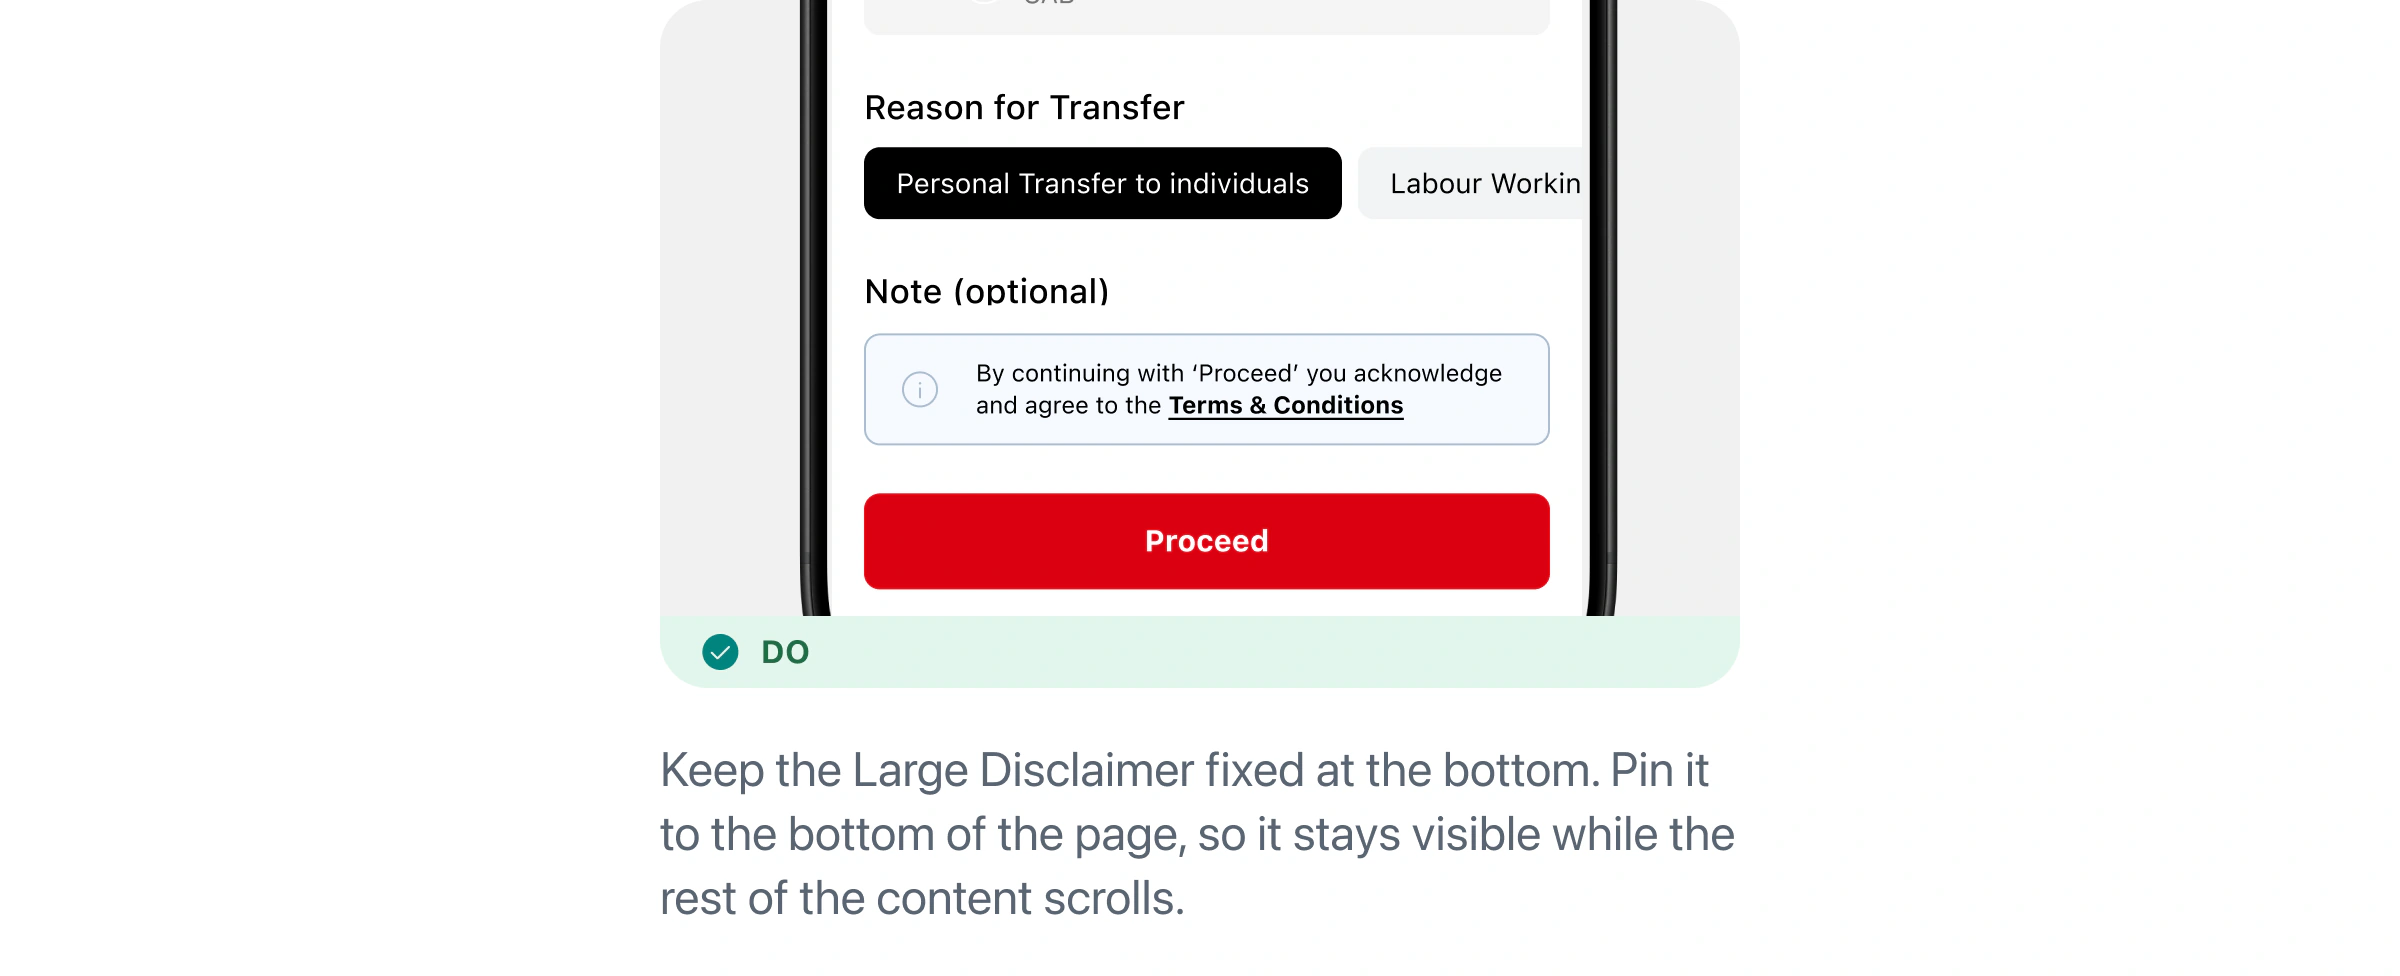 Reason for Transfer
Personal Transfer to individuals
Labour Workin
Note (optional)
By continuing with ‘Proceed’ you acknowledge
and agree to the Terms & Conditions
Proceed
DO
Keep the Large Disclaimer fixed at the bottom. Pin it
to the bottom of the page, so it stays visible while the
rest of the content scrolls.